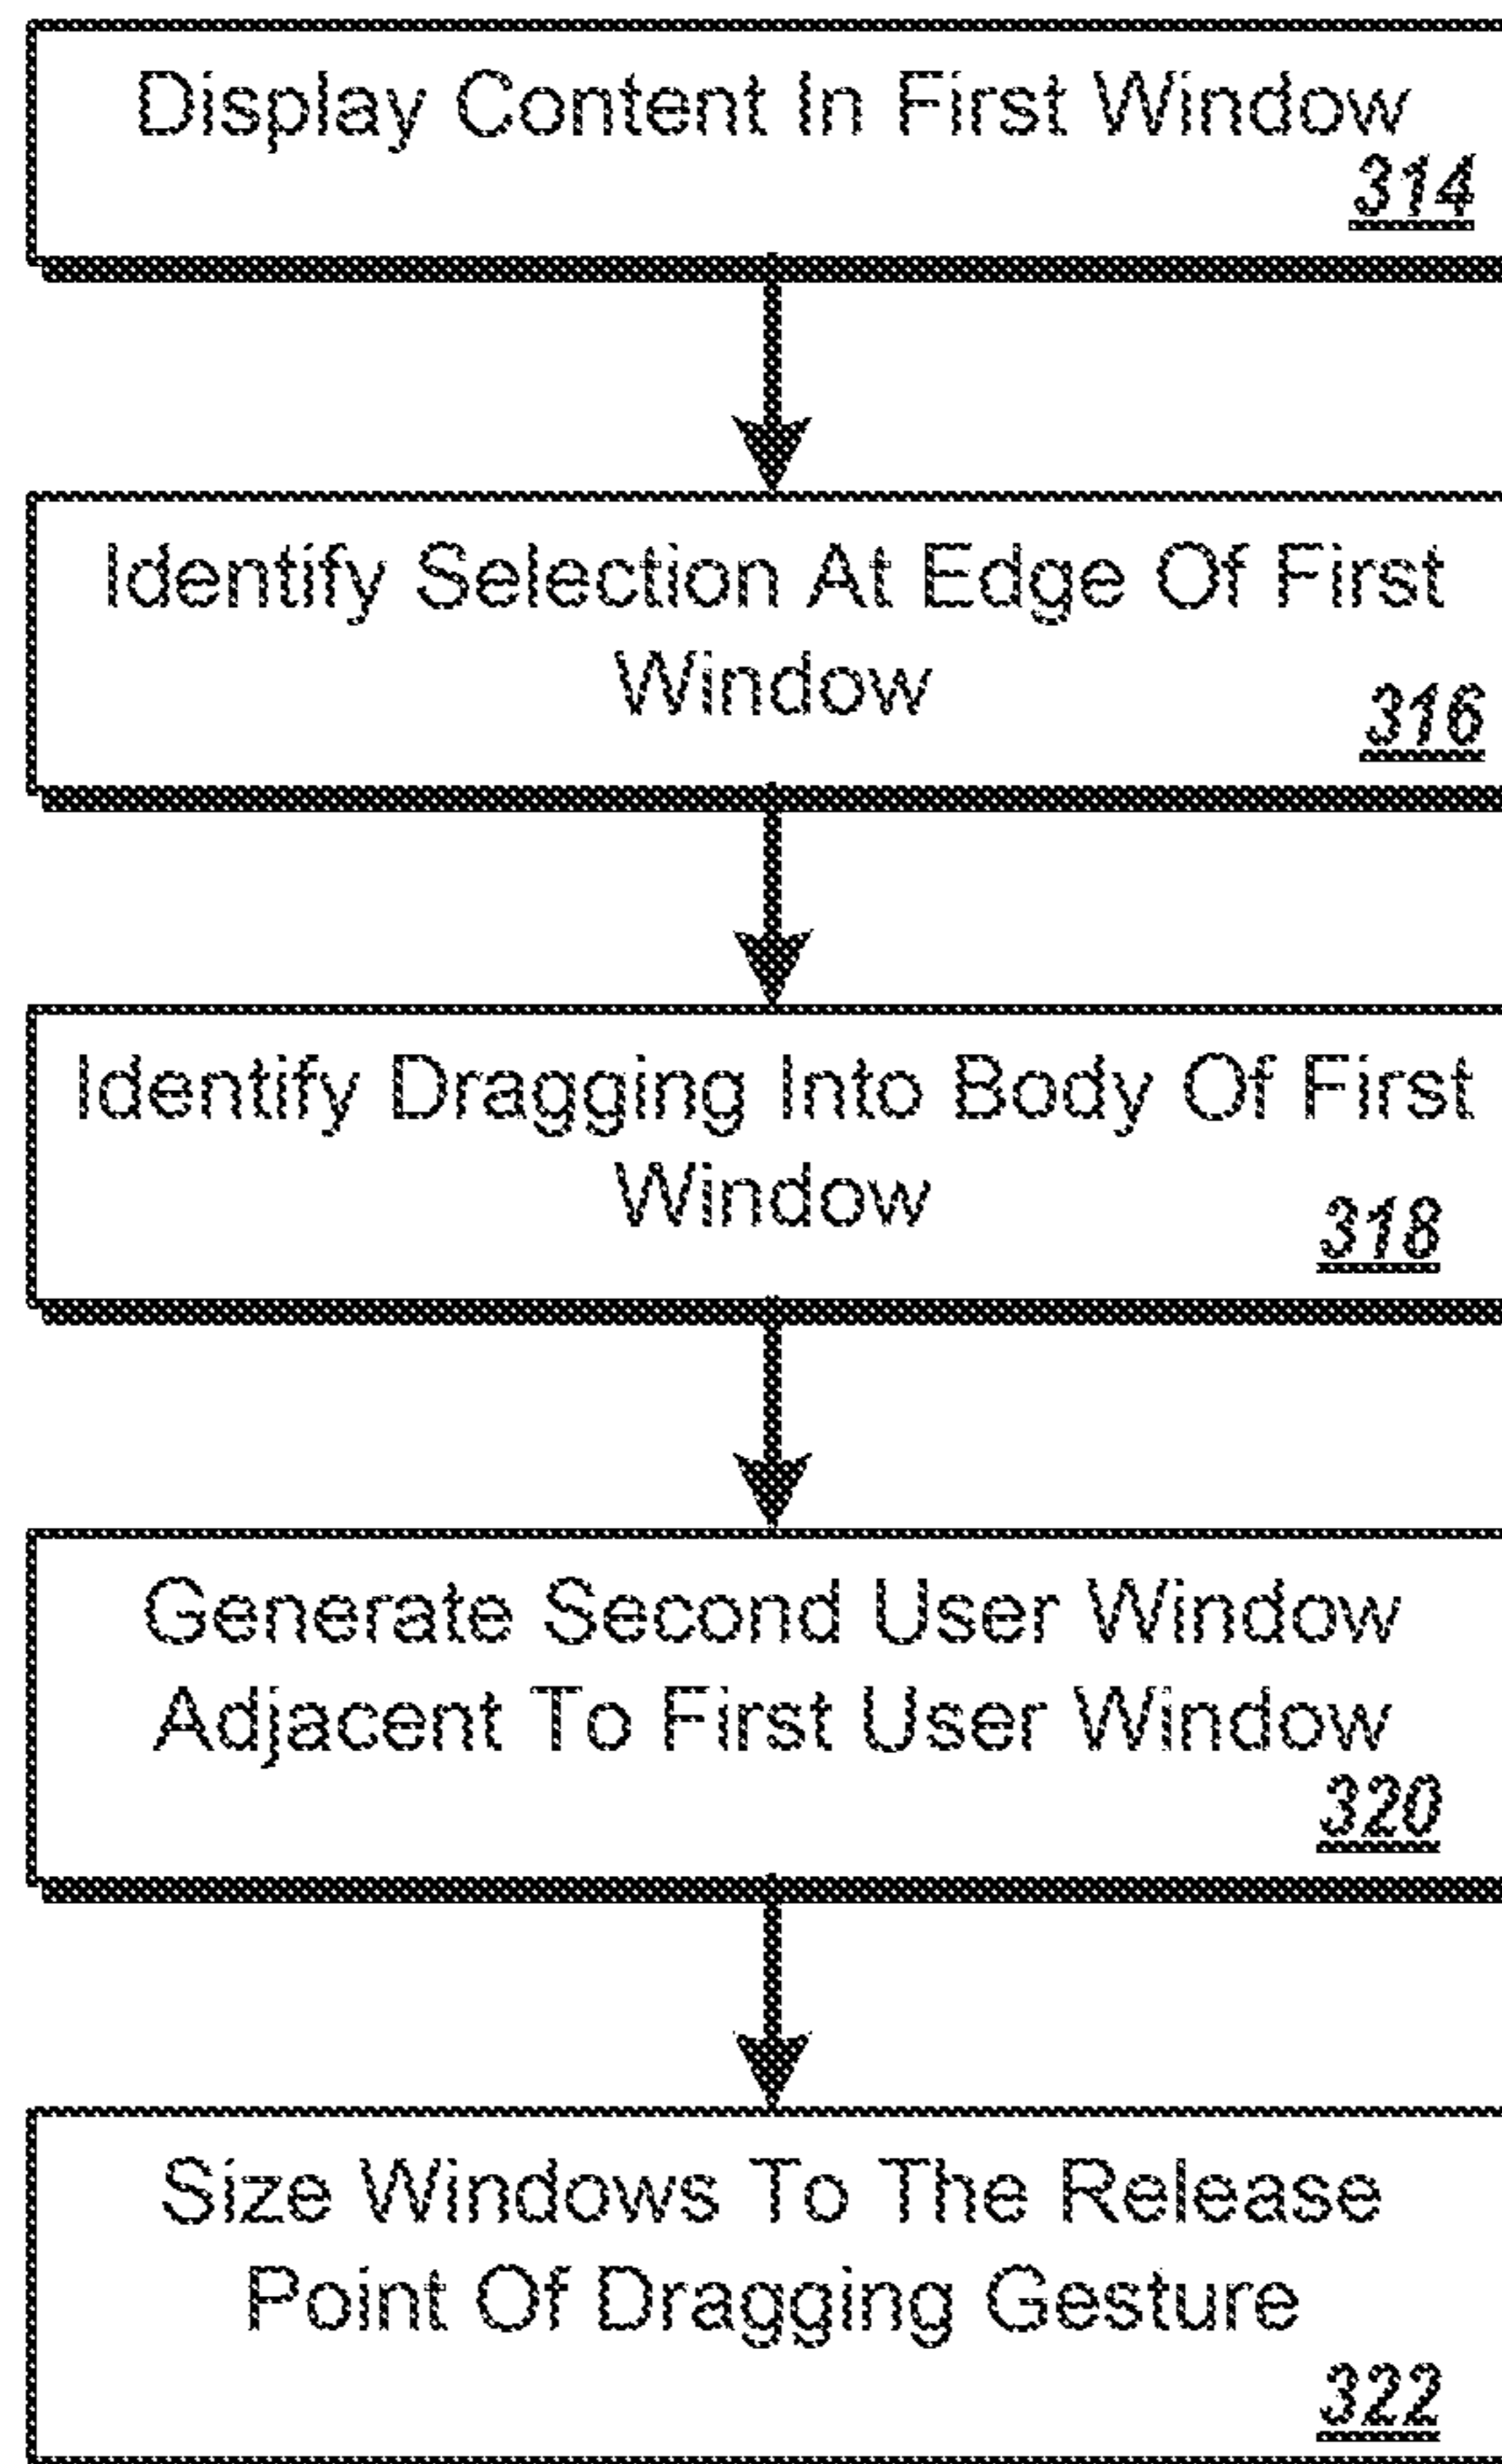 Display Content In First Window
314
Identify Selection At Edge Of First
Window
316
Identify Dragging Into Body Of First
Window
318
Generate Second User Window
Adjacent To First User Window
320
Size Windows To The Release
Point Of Dragging Gesture
322